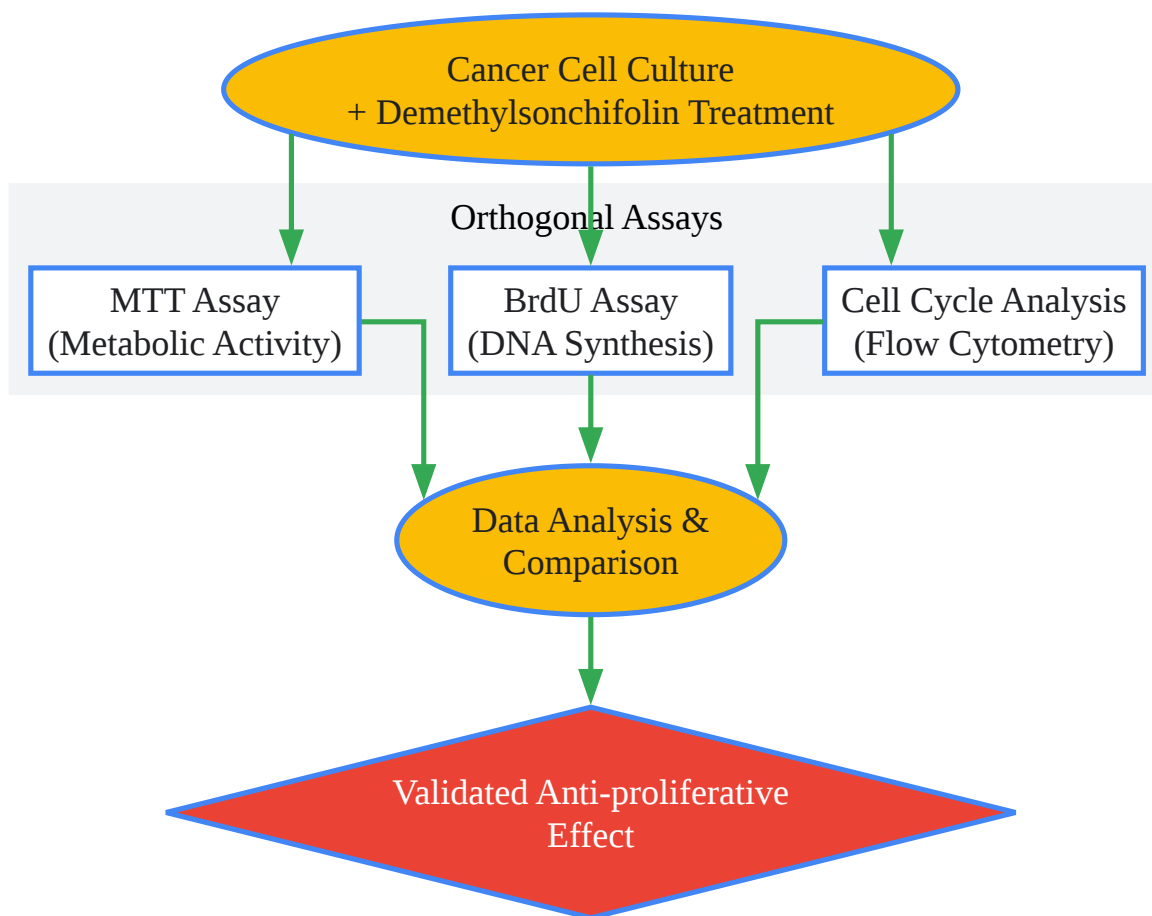 Cancer Cell Culture
+ Demethylsonchifolin Treatment
Orthogonal Assays
MTT Assay
(Metabolic Activity)
BrdU Assay
(DNA Synthesis)
Cell Cycle Analysis
(Flow Cytometry)
Data Analysis &
Comparison
Validated Anti-proliferative
Effect